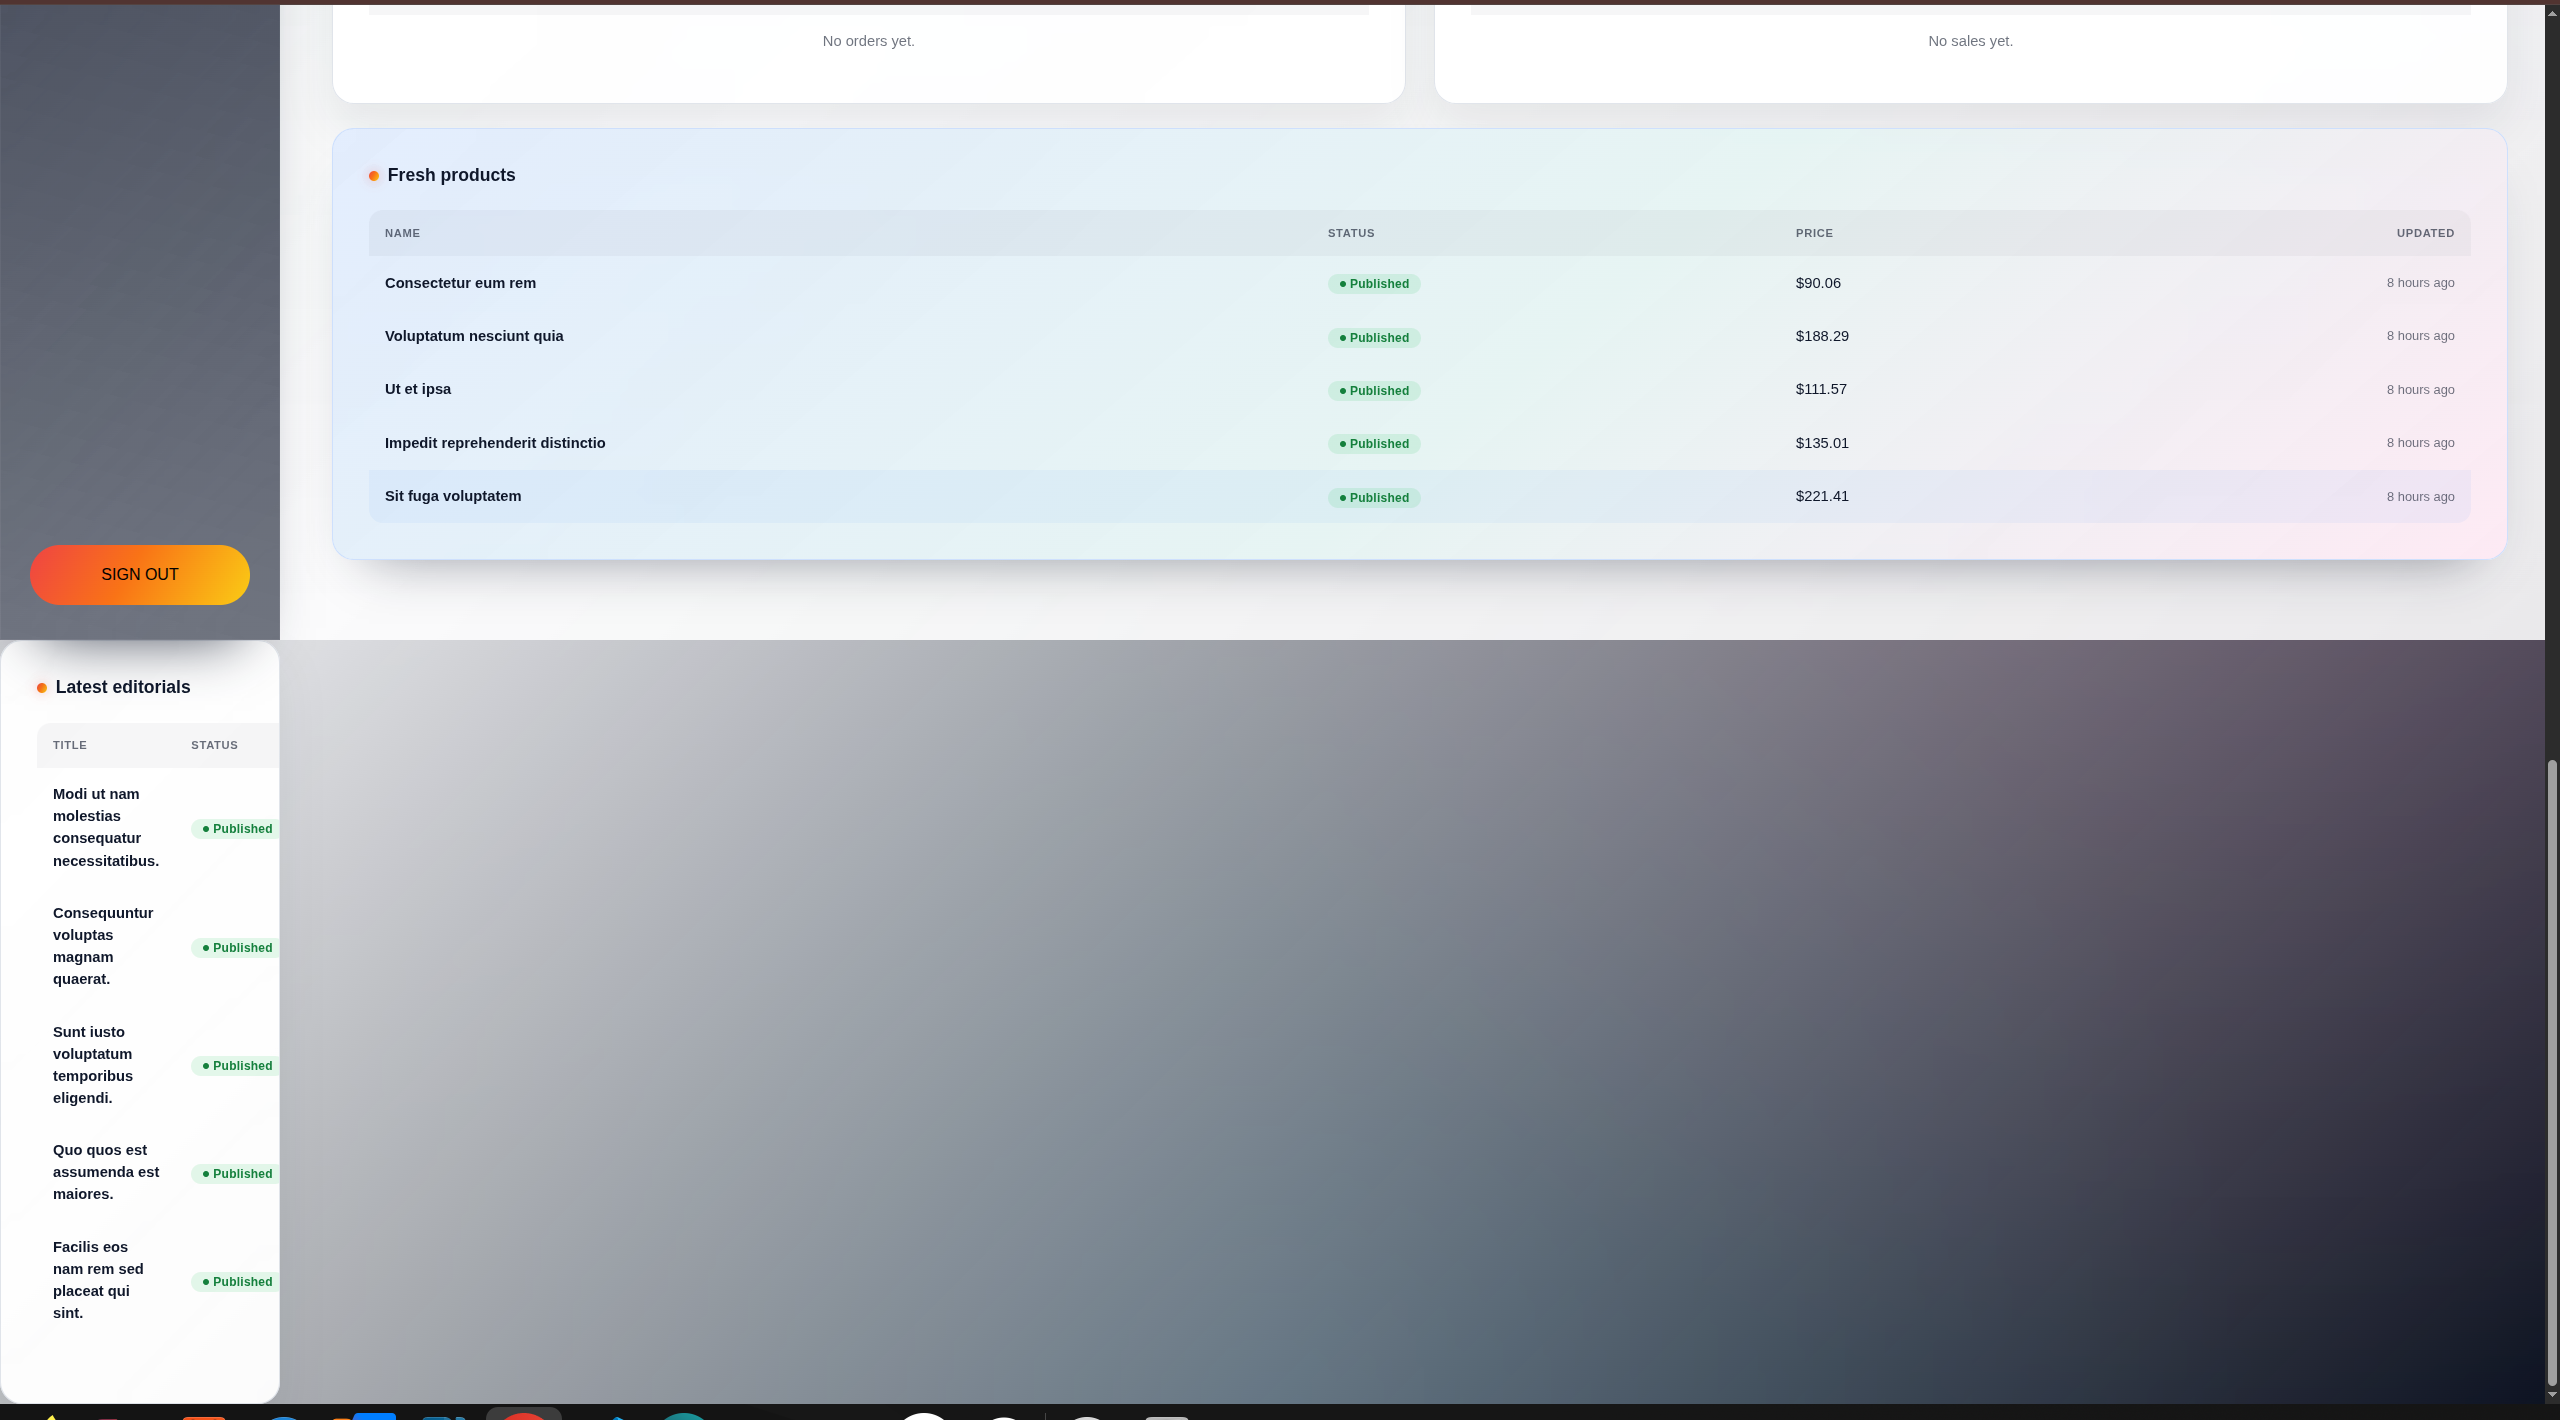 No orders yet.
No sales yet.
Fresh products
NAME STATUS PRICE UPDATED
Consectetur eum rem Published $90.06 8 hours ago
Voluptatum nesciunt quia Published $188.29 8 hours ago
Ut et ipsa Published $111.57 8 hours ago
Impedit reprehenderit distinctio Published $135.01 8 hours ago
Sit fuga voluptatem Published $221.41 8 hours ago
SIGN OUT
Latest editorials
TITLE STATUS
Modi ut nam
molestias
consequatur
necessitatibus.
Published
Consequuntur
voluptas
magnam
quaerat.
Published
Sunt iusto
voluptatum
temporibus
eligendi.
Published
Quo quos est
assumenda est
maiores.
Published
Facilis eos
nam rem sed
placeat qui
sint.
Published